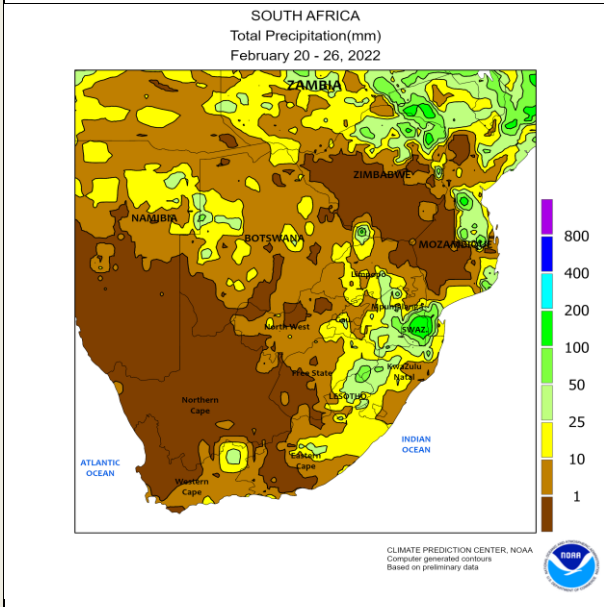 SOUTH AFRICA
Total Precipitation(mm)
February 20 - 26, 2022
ZAMBIA
ZIMBABWE
NAMIBIA
BOTSWANA
MOZAMBIQUE
Limpopo
Mpumalanga
North West
Gau.
SWAZ.
Free State
KwaZulu
Natal
LESOTHO
Northern
Cape
Eastern
Cape
Western
Cape
ATLANTIC
OCEAN
INDIAN
OCEAN
800
400
200
100
50
25
10
1
CLIMATE PREDICTION CENTER, NOAA
Computer generated contours
Based on preliminary data
NOAA